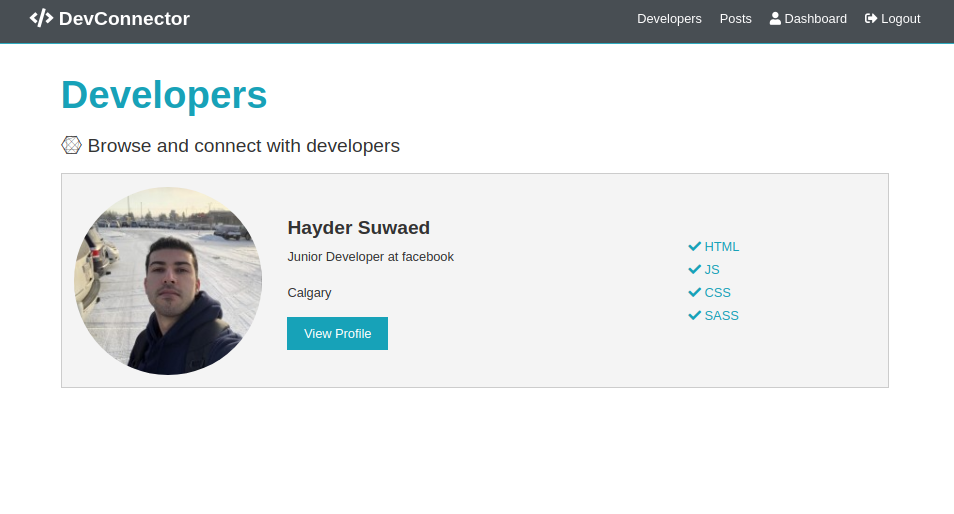 DevConnector
Developers Posts Dashboard Logout
Developers
Browse and connect with developers
Hayder Suwaed
Junior Developer at facebook
Calgary
View Profile
HTML
JS
CSS
SASS